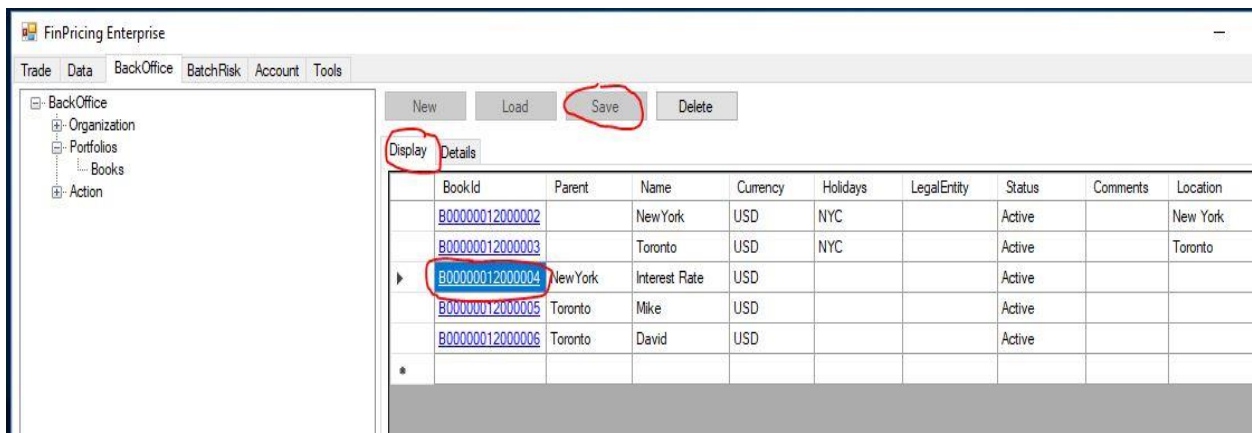 FinPricing Enterprise
Trade Data BackOffice BatchRisk Account Tools
BackOffice
Organization
Portfolios
Books
Action
New Load Save Delete
Display Details
BookId Parent Name Currency Holidays LegalEntity Status Comments Location
B00000012000002 NewYork USD NYC Active New York
B00000012000003 Toronto USD NYC Active Toronto
B00000012000004 NewYork Interest Rate USD Active
B00000012000005 Toronto Mike USD Active
B00000012000006 Toronto David USD Active